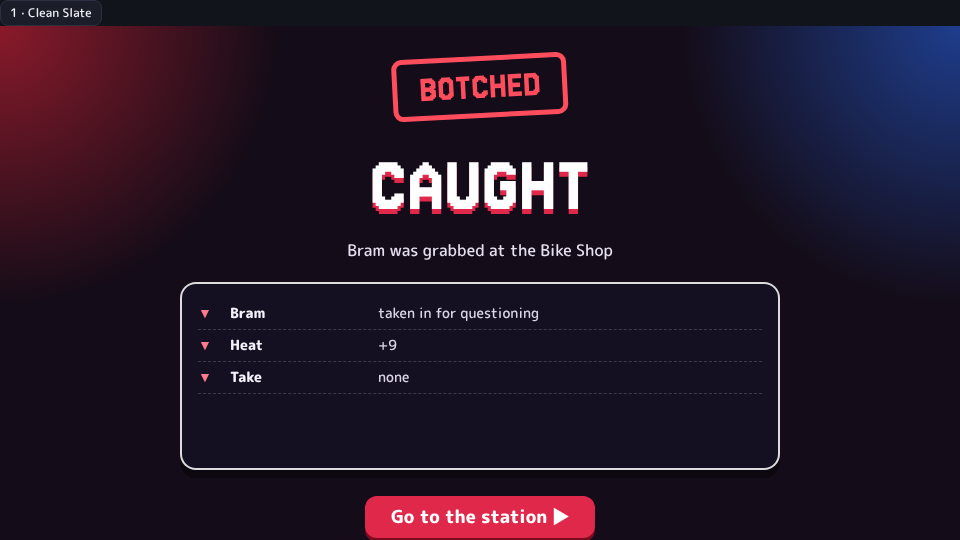 1 · Clean Slate
BOTCHED
CAUGHT
Bram was grabbed at the Bike Shop
▼ Bram taken in for questioning
▼ Heat +9
▼ Take none
Go to the station ▶